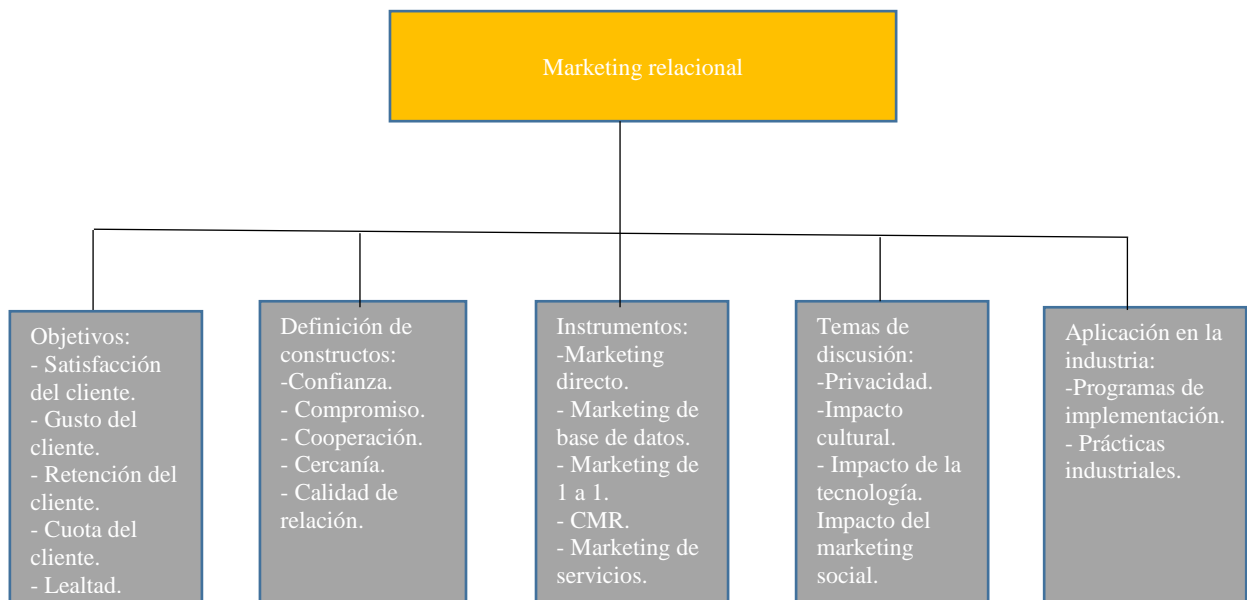 Marketing relacional
Objetivos:
- Satisfacción
del cliente.
- Gusto del
cliente.
- Retención del
cliente.
- Cuota del
cliente.
- Lealtad.
Definición de
constructos:
-Confianza.
- Compromiso.
- Cooperación.
- Cercanía.
- Calidad de
relación.
Instrumentos:
-Marketing
directo.
- Marketing de
base de datos.
- Marketing de
1 a 1.
- CMR.
- Marketing de
servicios.
Temas de
discusión:
-Privacidad.
-Impacto
cultural.
- Impacto de la
tecnología.
Impacto del
marketing
social.
Aplicación en la
industria:
-Programas de
implementación.
- Prácticas
industriales.